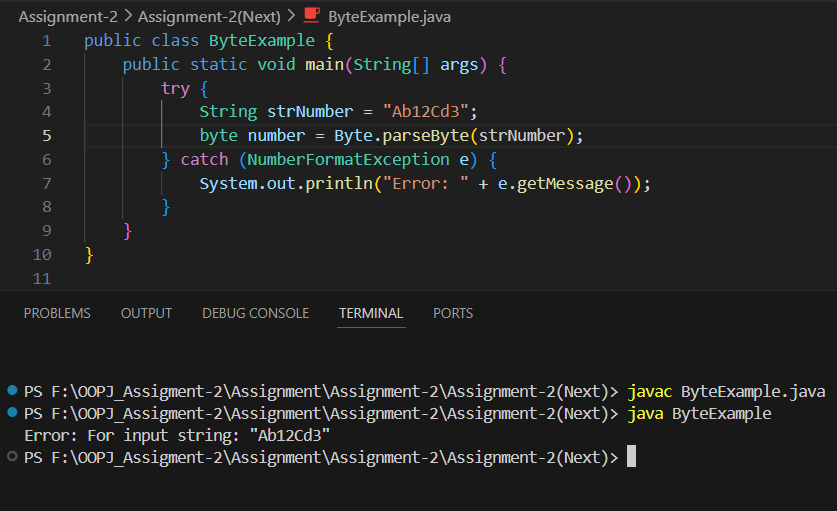 Assignment-2 > Assignment-2(Next) > ByteExample.java
1 public class ByteExample {
2     public static void main(String[] args) {
3         try {
4             String strNumber = "Ab12Cd3";
5             byte number = Byte.parseByte(strNumber);
6         } catch (NumberFormatException e) {
7             System.out.println("Error: " + e.getMessage());
8         }
9     }
10 }
11
PROBLEMS OUTPUT DEBUG CONSOLE TERMINAL PORTS
PS F:\OOPJ_Assigment-2\Assignment\Assignment-2\Assignment-2(Next)> javac ByteExample.java
PS F:\OOPJ_Assigment-2\Assignment\Assignment-2\Assignment-2(Next)> java ByteExample
Error: For input string: "Ab12Cd3"
PS F:\OOPJ_Assigment-2\Assignment\Assignment-2\Assignment-2(Next)>